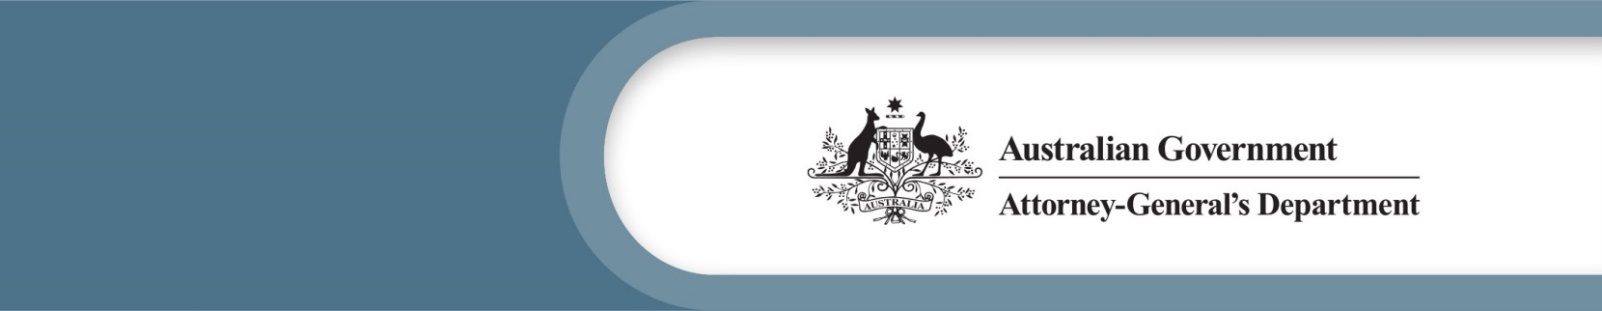 AUSTRALIA
Australian Government
Attorney-General’s Department